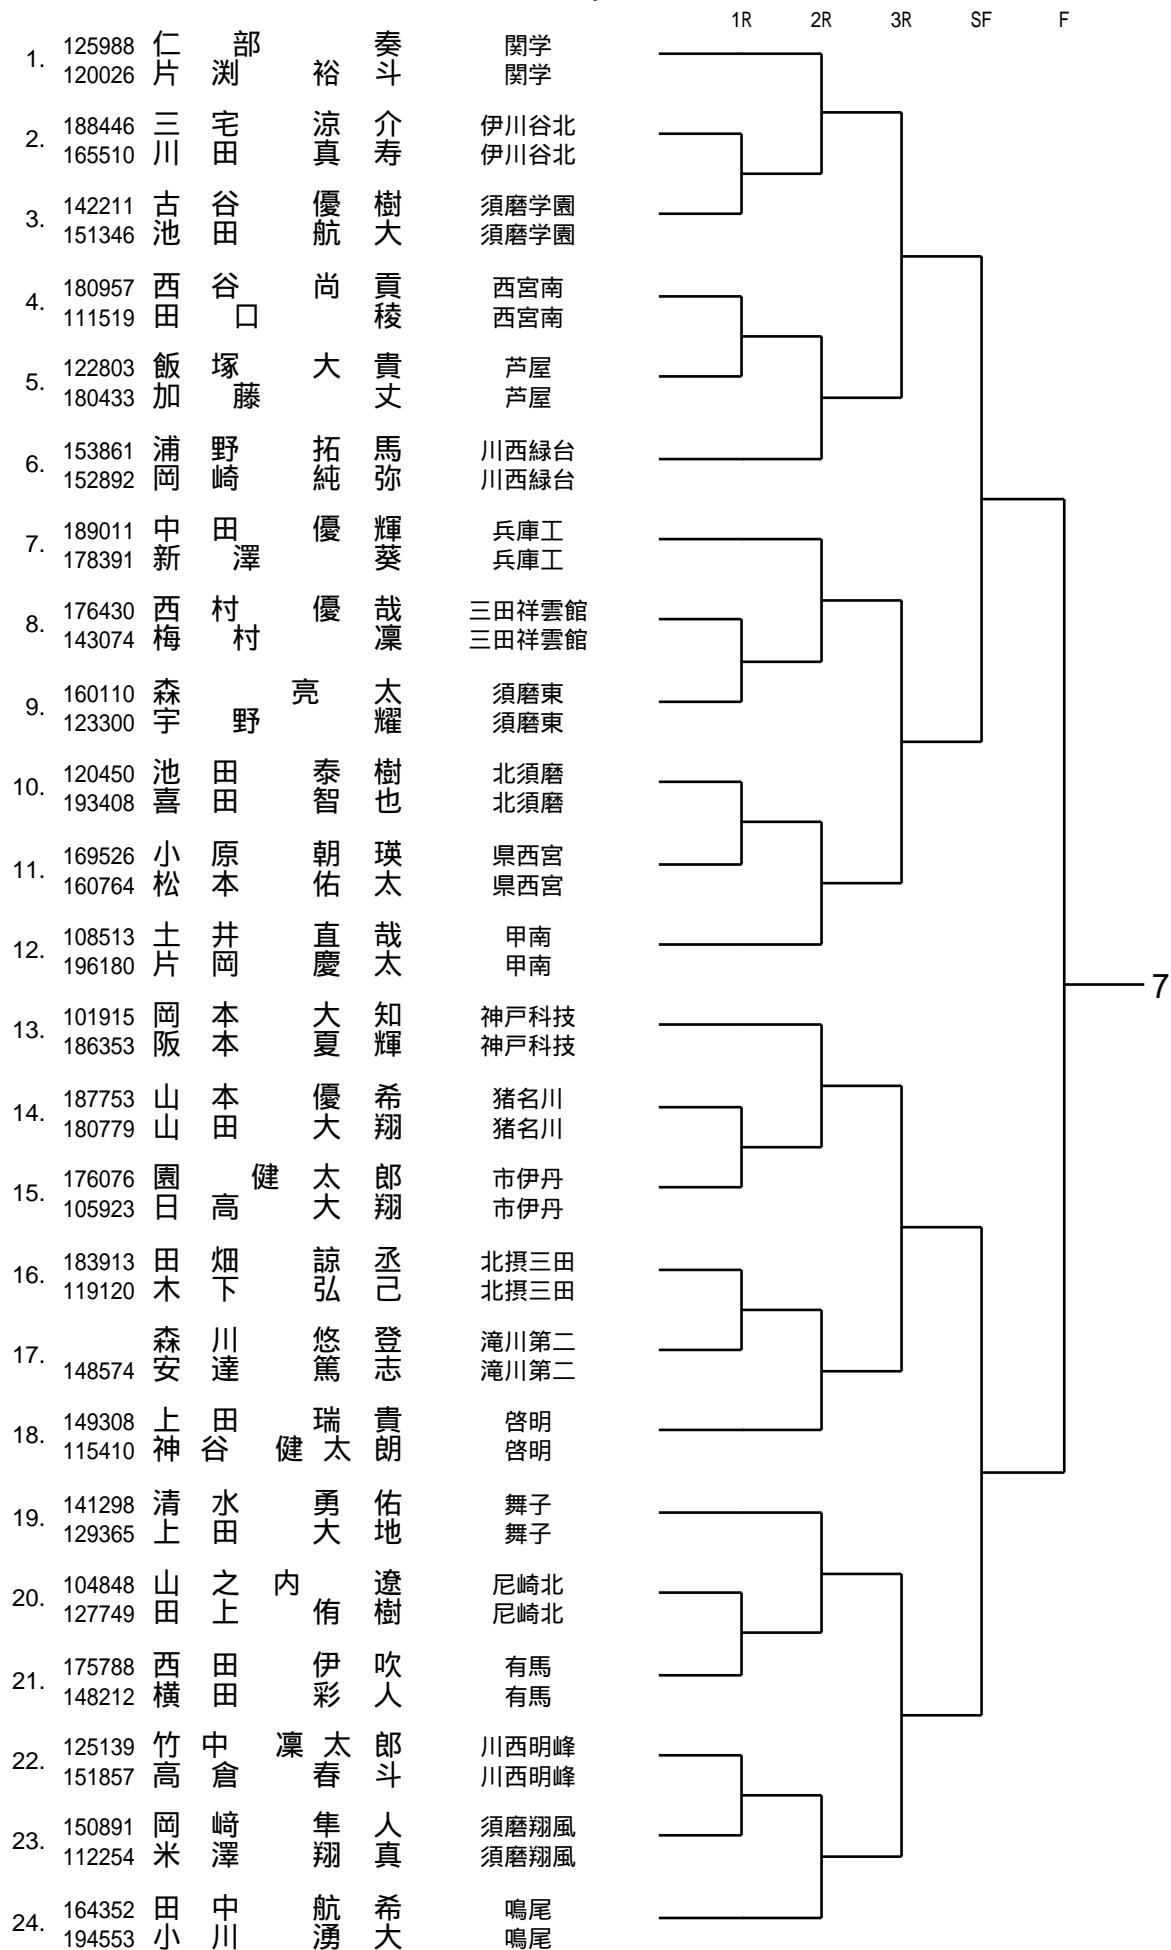 1R 2R 3R SF F
1. 125988 仁部 奏 関学
120026 片渕 裕斗 関学
2. 188446 三宅 涼介 伊川谷北
165510 川田 真寿 伊川谷北
3. 142211 古谷 優樹 須磨学園
151346 池田 航大 須磨学園
4. 180957 西谷 尚貢 西宮南
111519 田口 稜 西宮南
5. 122803 飯塚 大貴 芦屋
180433 加藤 丈 芦屋
6. 153861 浦野 拓馬 川西緑台
152892 岡崎 純弥 川西緑台
7. 189011 中田 優輝 兵庫工
178391 新澤 葵 兵庫工
8. 176430 西村 優哉 三田祥雲館
143074 梅村 凜 三田祥雲館
9. 160110 森 亮太 須磨東
123300 宇野 耀 須磨東
10. 120450 池田 泰樹 北須磨
193408 喜田 智也 北須磨
11. 169526 小原 朝瑛 県西宮
160764 松本 佑太 県西宮
12. 108513 土井 直哉 甲南
196180 片岡 慶太 甲南
7
13. 101915 岡本 大知 神戸科技
186353 阪本 夏輝 神戸科技
14. 187753 山本 優希 猪名川
180779 山田 大翔 猪名川
15. 176076 園 健太郎 市伊丹
105923 日高 大翔 市伊丹
16. 183913 田畑 諒丞 北摂三田
119120 木下 弘己 北摂三田
17. 森川 悠登 滝川第二
148574 安達 篤志 滝川第二
18. 149308 上田 瑞貴 啓明
115410 神谷 健太朗 啓明
19. 141298 清水 勇佑 舞子
129365 上田 大地 舞子
20. 104848 山之内 遼 尼崎北
127749 田上 侑樹 尼崎北
21. 175788 西田 伊吹 有馬
148212 横田 彩人 有馬
22. 125139 竹中 凜太郎 川西明峰
151857 高倉 春斗 川西明峰
23. 150891 岡﨑 隼人 須磨翔風
112254 米澤 翔真 須磨翔風
24. 164352 田中 航希 鳴尾
194553 小川 湧大 鳴尾